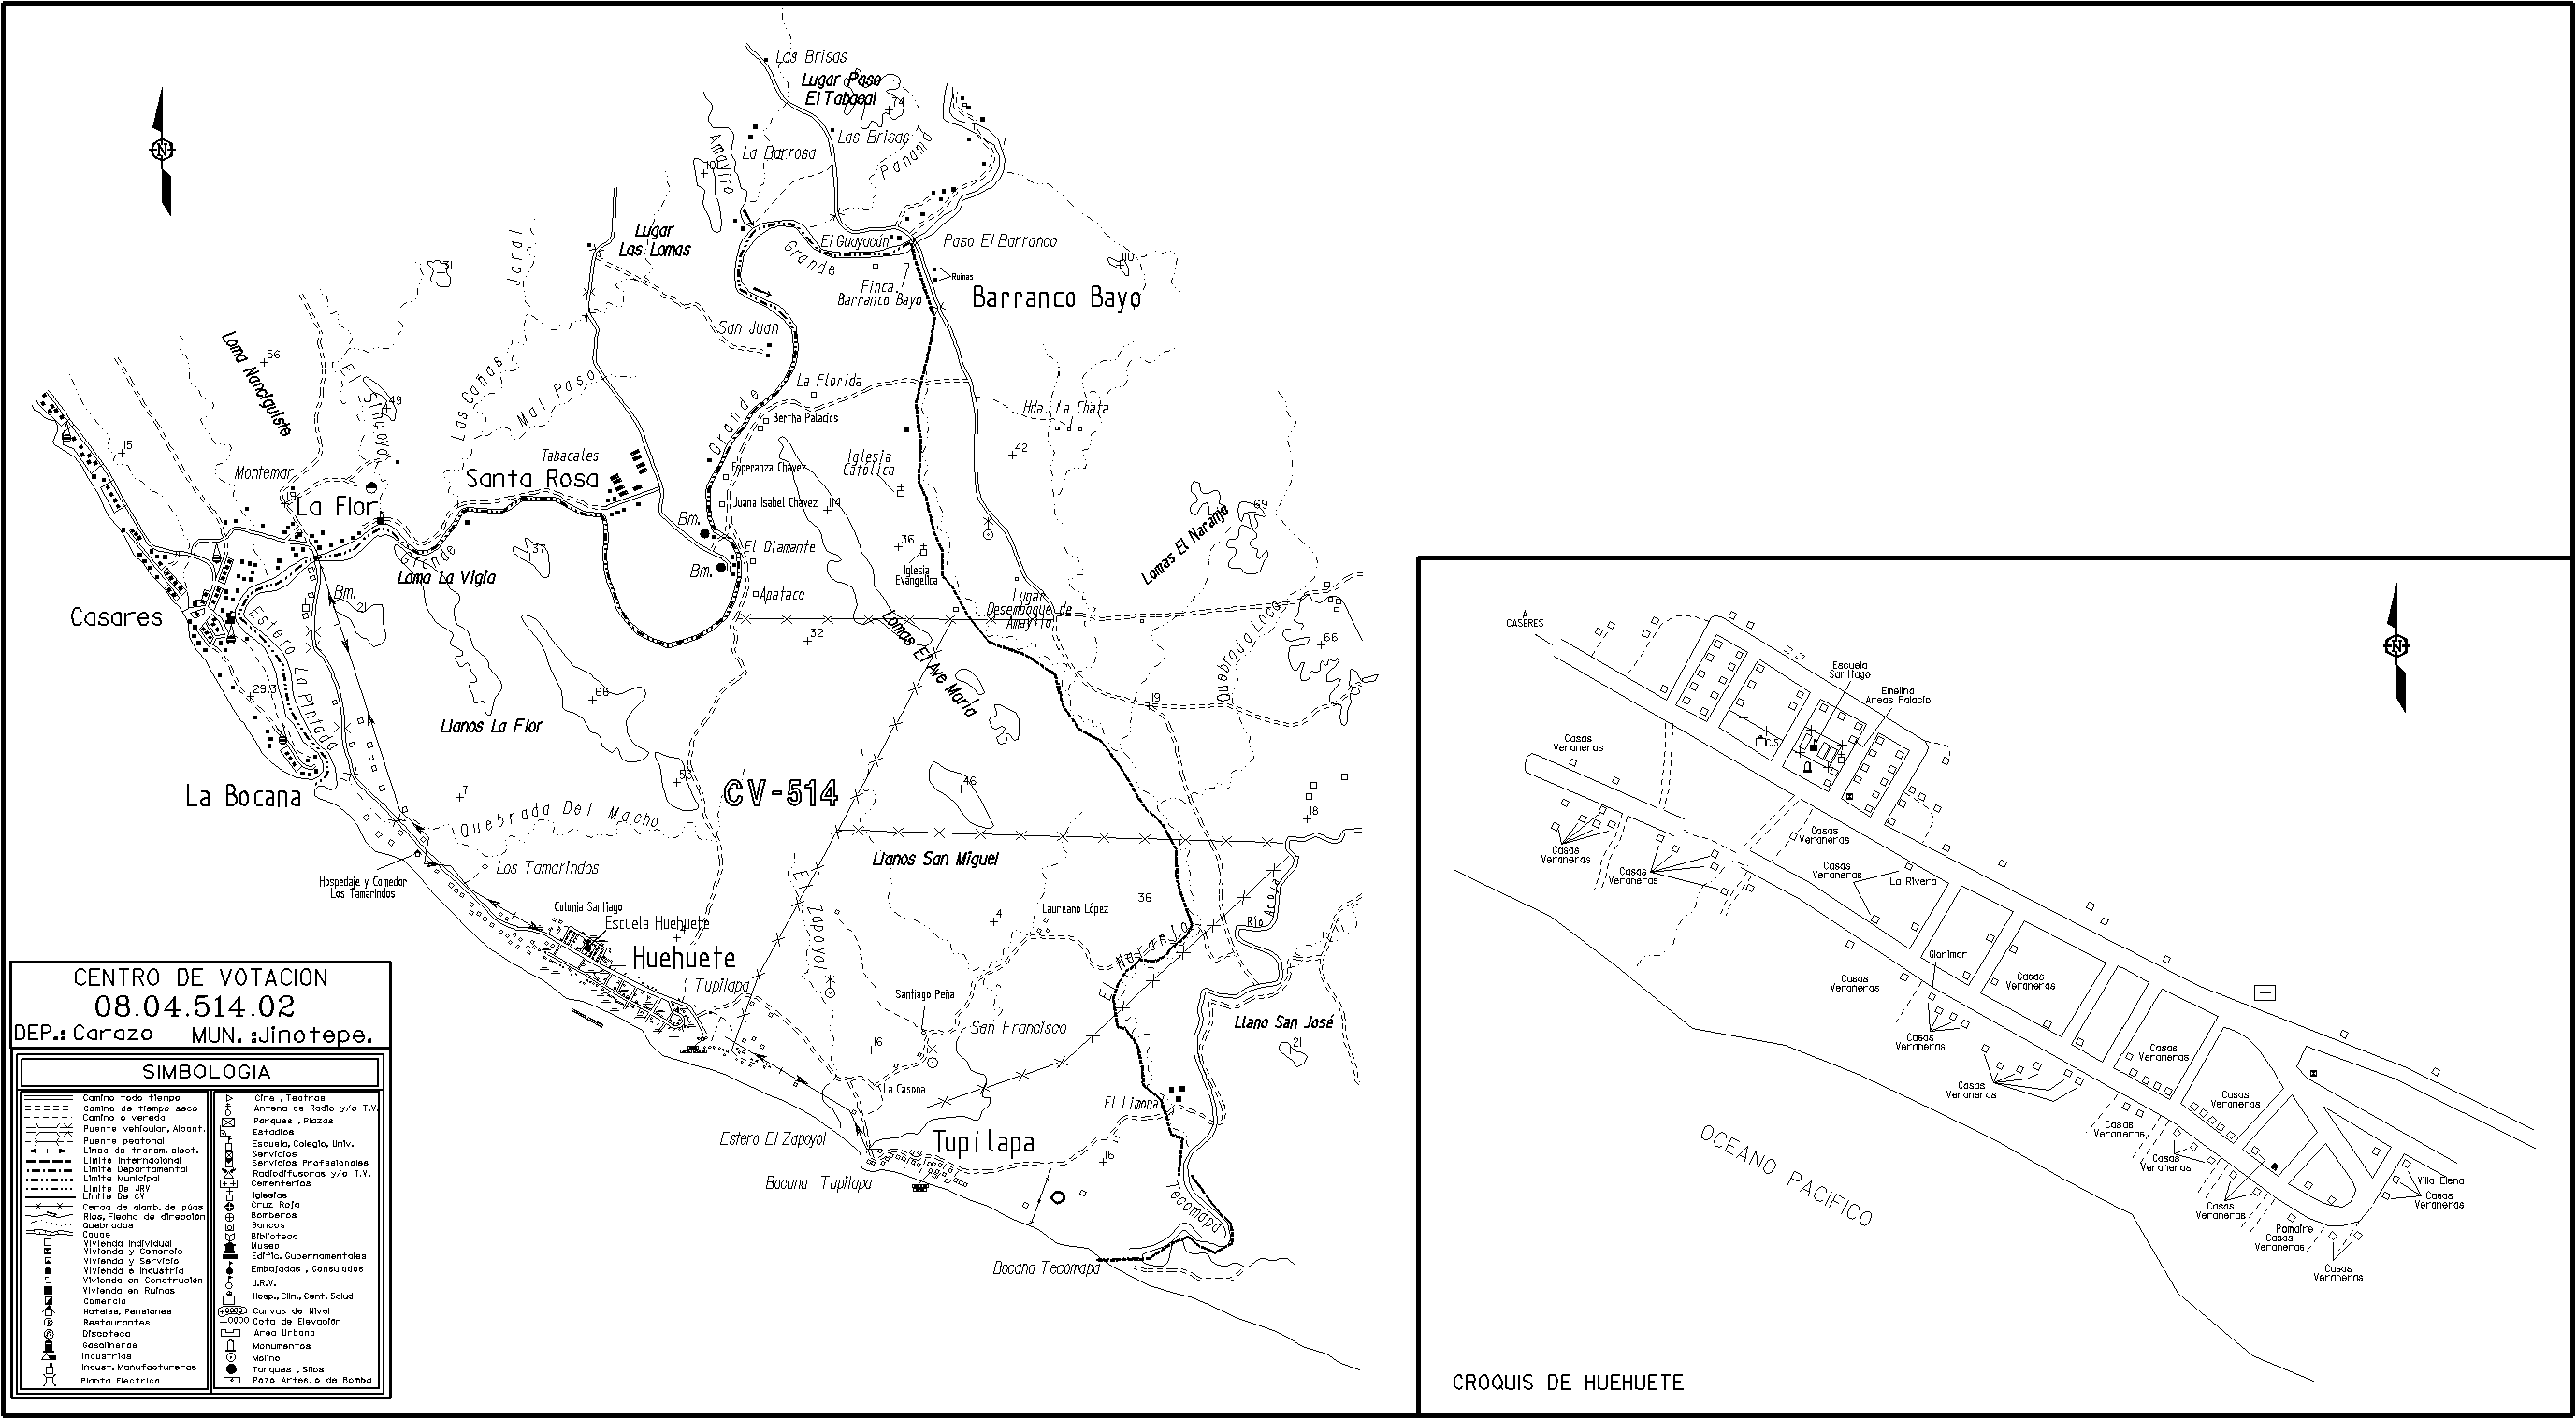 Las Brisas
Lugar Paso
El Tabacal
74
Las Brisas
La Barrosa
Amayito
101
Panamá
Lugar
Las Lomas
Jaral
El Guayacán
Grande
Paso El Barranco
110
Ruinas
Finca.
Barranco Bayo
Barranco Bayo
31
San Juan
Loma Nanciguiste
56
El Jincoyo
49
Las Cañas
Mal Paso
La Florida
Grande
Bertha Palacios
Hda. La Chata
42
15
Montemar
19
La Flor
Tabacales
Santa Rosa
Esperanza Chávez
Juana Isabel Chávez
Iglesia
Católica
114
69
Lomas El Naranjo
Bm.
El Diamante
36
Iglesia
Evangélica
Bm.
Apataco
Grande
37
Loma La Vigia
Bm.
21
Casares
Estero La Pintada
32
Lugar
Desemboque de
Amayito
Lomas El Ave María
Quebrada Loca
66
29.3
66
19
Llanos La Flor
La Bocana
7
53
CV-514
46
18
Quebrada Del Macho
Llanos San Miguel
Los Tamarindos
Hospedaje y Comedor
Los Tamarindos
Colonia Santiago
Escuela Huehuete
Huehuete
Tupilapa
El Zapoyol
4
Laureano López
36
Río Acoya
El Naranjo
Santiago Peña
San Francisco
Llano San José
21
16
La Casona
El Limonal
Estero El Zapoyol
Tupilapa
16
Bocana Tupilapa
Tecomapa
Bocana Tecomapa
CENTRO DE VOTACION
08.04.514.02
DEP.: Carazo MUN. :Jinotepe.
SIMBOLOGIA
Camino todo tiempo
Camino de tiempo seco
Camino o vereda
Puente vehicular, Alcant.
Puente peatonal
Línea de transm. elect.
Límite Internacional
Límite Departamental
Límite Municipal
Límite De JRV
Límite De CV
Cerca de alamb. de púas
Ríos, Flecha de dirección
Quebradas
Cauce
Vivienda Individual
Vivienda y Comercio
Vivienda y Servicio
Vivienda e Industria
Vivienda en Construcción
Vivienda en Ruinas
Comercio
Hoteles, Pensiones
Restaurantes
Discoteca
Gasolineras
Industrias
Indust. Manufactureras
Planta Electrica
Cine , Teatros
Antena de Radio y/o T.V.
Parques , Plazas
Estadios
Escuela, Colegio, Univ.
Servicios
Servicios Profesionales
Radiodifusoras y/o T.V.
Cementerios
Iglesias
Cruz Roja
Bomberos
Bancos
Biblioteca
Museo
Edific. Gubernamentales
Embajadas , Consulados
J.R.V.
Hosp., Clin., Cent. Salud
Curvas de Nivel
Cota de Elevación
Area Urbana
Monumentos
Molino
Tanques , Silos
Pozo Artes. o de Bomba
A
CASERES
Escuela
Santiago
Emelina
Areas Palacio
C.S
Casas
Veraneras
Casas
Veraneras
Casas
Veraneras
Casas
Veraneras
Casas
Veraneras
La Rivera
Glorimar
Casas
Veraneras
Casas
Veraneras
Casas
Veraneras
Casas
Veraneras
Casas
Veraneras
Casas
Veraneras
Casas
Veraneras
Casas
Veraneras
Casas
Veraneras
Villa Elena
Casas
Veraneras
Pomaire
Casas
Veraneras
Casas
Veraneras
OCEANO PACIFICO
CROQUIS DE HUEHUETE
N
N